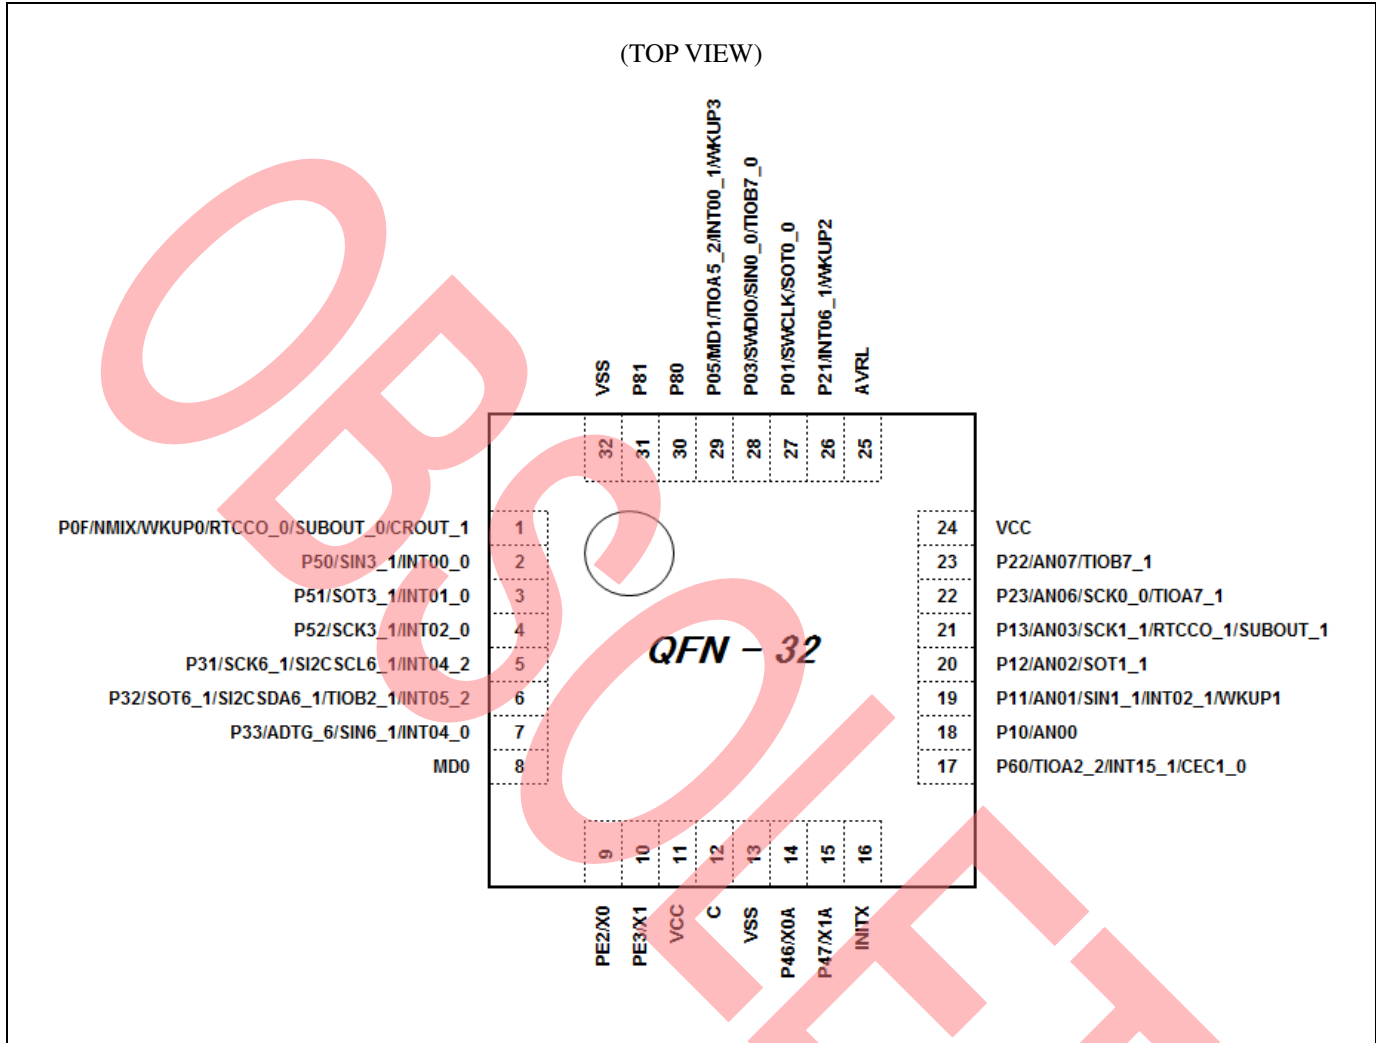 (TOP VIEW)
VSS
P81
P80
P05/MD1/TIOA5_2/INT00_1/WKUP3
P03/SWDIO/SIN0_0/TIOB7_0
P01/SWCLK/SOT0_0
P21/INT06_1/WKUP2
AVRL
32 31 30 29 28 27 26 25
P0F/NMIX/WKUP0/RTCCO_0/SUBOUT_0/CROUT_1 1
P50/SIN3_1/INT00_0 2
P51/SOT3_1/INT01_0 3
P52/SCK3_1/INT02_0 4
P31/SCK6_1/SI2CSCL6_1/INT04_2 5
P32/SOT6_1/SI2CSDA6_1/TIOB2_1/INT05_2 6
P33/ADTG_6/SIN6_1/INT04_0 7
MD0 8
QFN - 32
24 VCC
23 P22/AN07/TIOB7_1
22 P23/AN06/SCK0_0/TIOA7_1
21 P13/AN03/SCK1_1/RTCCO_1/SUBOUT_1
20 P12/AN02/SOT1_1
19 P11/AN01/SIN1_1/INT02_1/WKUP1
18 P10/AN00
17 P60/TIOA2_2/INT15_1/CEC1_0
9 10 11 12 13 14 15 16
PE2/X0
PE3/X1
VCC
C
VSS
P46/X0A
P47/X1A
INITX
OBSOLET